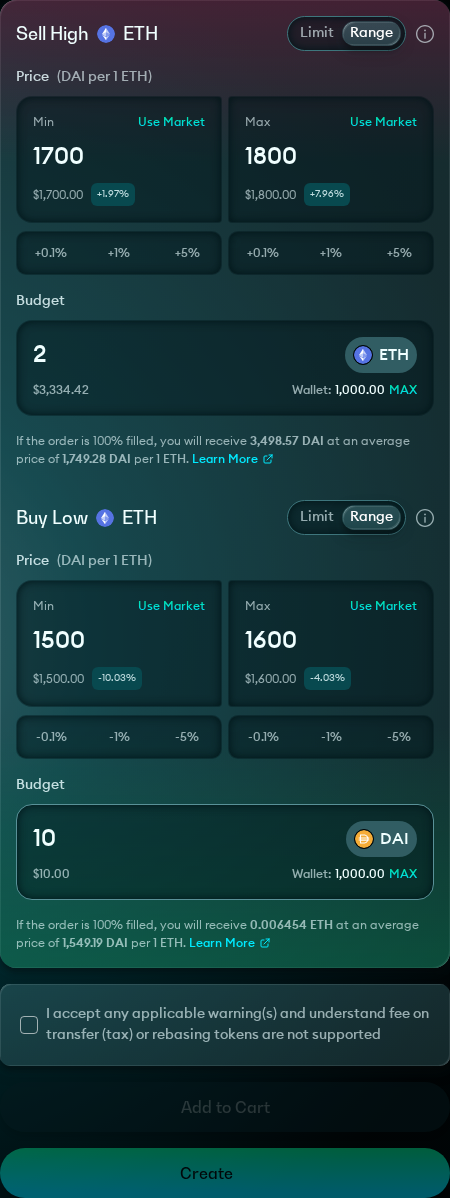 Sell High ETH Limit Range
Price (DAI per 1 ETH)
Min Use Market Max Use Market
1700 1800
$1,700.00 +1.97% $1,800.00 +7.96%
+0.1% +1% +5% +0.1% +1% +5%
Budget
2 ETH
$3,334.42 Wallet: 1,000.00 MAX
If the order is 100% filled, you will receive 3,498.57 DAI at an average
price of 1,749.28 DAI per 1 ETH. Learn More
Buy Low ETH Limit Range
Price (DAI per 1 ETH)
Min Use Market Max Use Market
1500 1600
$1,500.00 -10.03% $1,600.00 -4.03%
-0.1% -1% -5% -0.1% -1% -5%
Budget
10 DAI
$10.00 Wallet: 1,000.00 MAX
If the order is 100% filled, you will receive 0.006454 ETH at an average
price of 1,549.19 DAI per 1 ETH. Learn More
I accept any applicable warning(s) and understand fee on
transfer (tax) or rebasing tokens are not supported
Add to Cart
Create